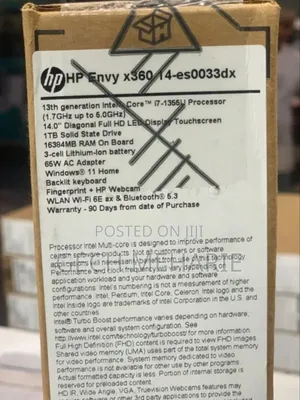 hp HP Envy x360 14-es0033dx
13th generation Intel® Core™ i7-1355U Processor
(1.7GHz up to 5.0GHz)
14.0" Diagonal Full HD LED Display Touchscreen
1TB Solid State Drive
16384MB RAM On Board
3-cell Lithium-Ion battery
65W AC Adapter
Windows® 11 Home
Backlit keyboard
Fingerprint + HP Webcam
WLAN Wi-Fi 6E ax & Bluetooth® 5.3
Warranty - 90 Days from date of Purchase
POSTED ON JIJI
Processor Intel Multi-core is designed to improve performance of
certain software products. Not all customers or software
applications will
technology
Performance and clock frequency will vary depending on
application workload and your hardware and software
configurations. Intel's numbering is not a measurement of higher
performance. Intel, Pentium, Intel Core, Celeron, Intel logo and the
Intel Inside logo are trademarks of Intel Corporation in the U.S. and
other countries.
Intel® Turbo Boost performance varies depending on hardware,
software and overall system configuration. See
http://www.intel.com/technology/turboboost/ for more information.
Full High Definition (FHD) content is required to view FHD images
Shared video memory (UMA) uses part of the total system memory
for video performance. System memory dedicated to video
performance is not available for other use by other programs.
Actual formatted capacity is less. Portion of internal storage is
reserved for preloaded content.
HD IR, Wide Angle, VGA, TrueVision Webcams features may
require software or other 3rd party applications to provide the